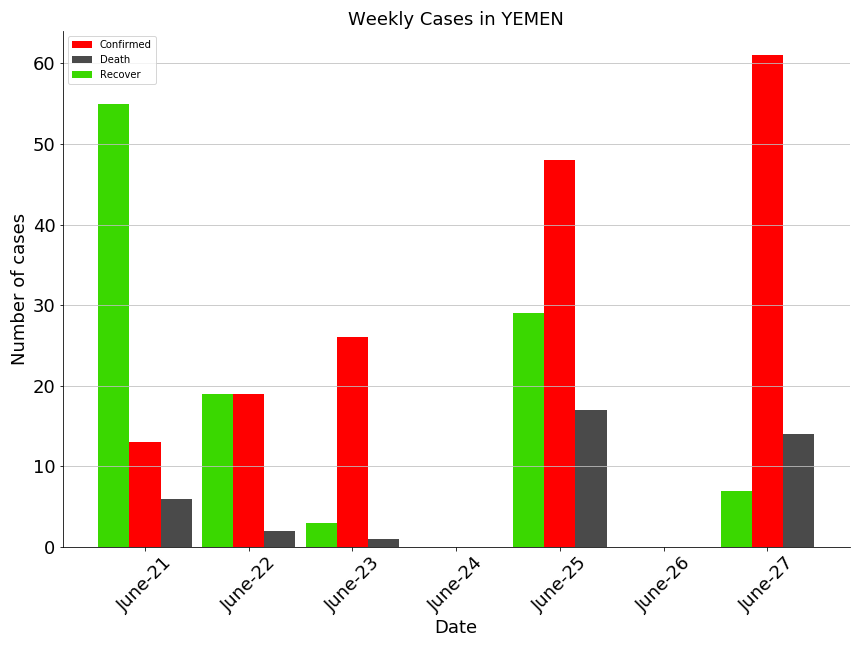 Weekly Cases in YEMEN
Confirmed
Death
Recover
Number of cases
60
50
40
30
20
10
0
June-21
June-22
June-23
June-24
June-25
June-26
June-27
Date